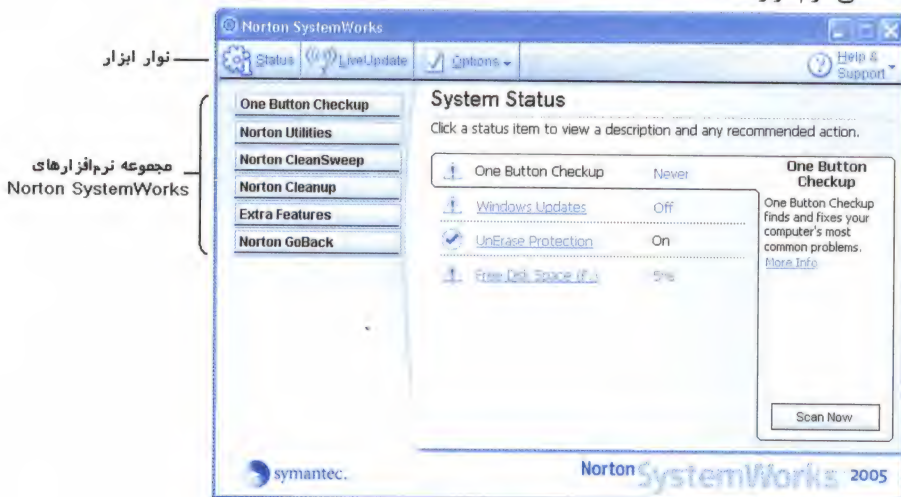 Norton SystemWorks
نوار ابزار
Status LiveUpdate Options
Help &
Support
مجموعه نرم‌افزارهای
Norton SystemWorks
One Button Checkup
Norton Utilities
Norton CleanSweep
Norton Cleanup
Extra Features
Norton GoBack
System Status
Click a status item to view a description and any recommended action.
One Button Checkup Never
Windows Updates Off
UnErase Protection On
Free Disk Space
One Button
Checkup
One Button Checkup
finds and fixes your
computer's most
common problems.
More Info
Scan Now
symantec.
Norton SystemWorks 2005